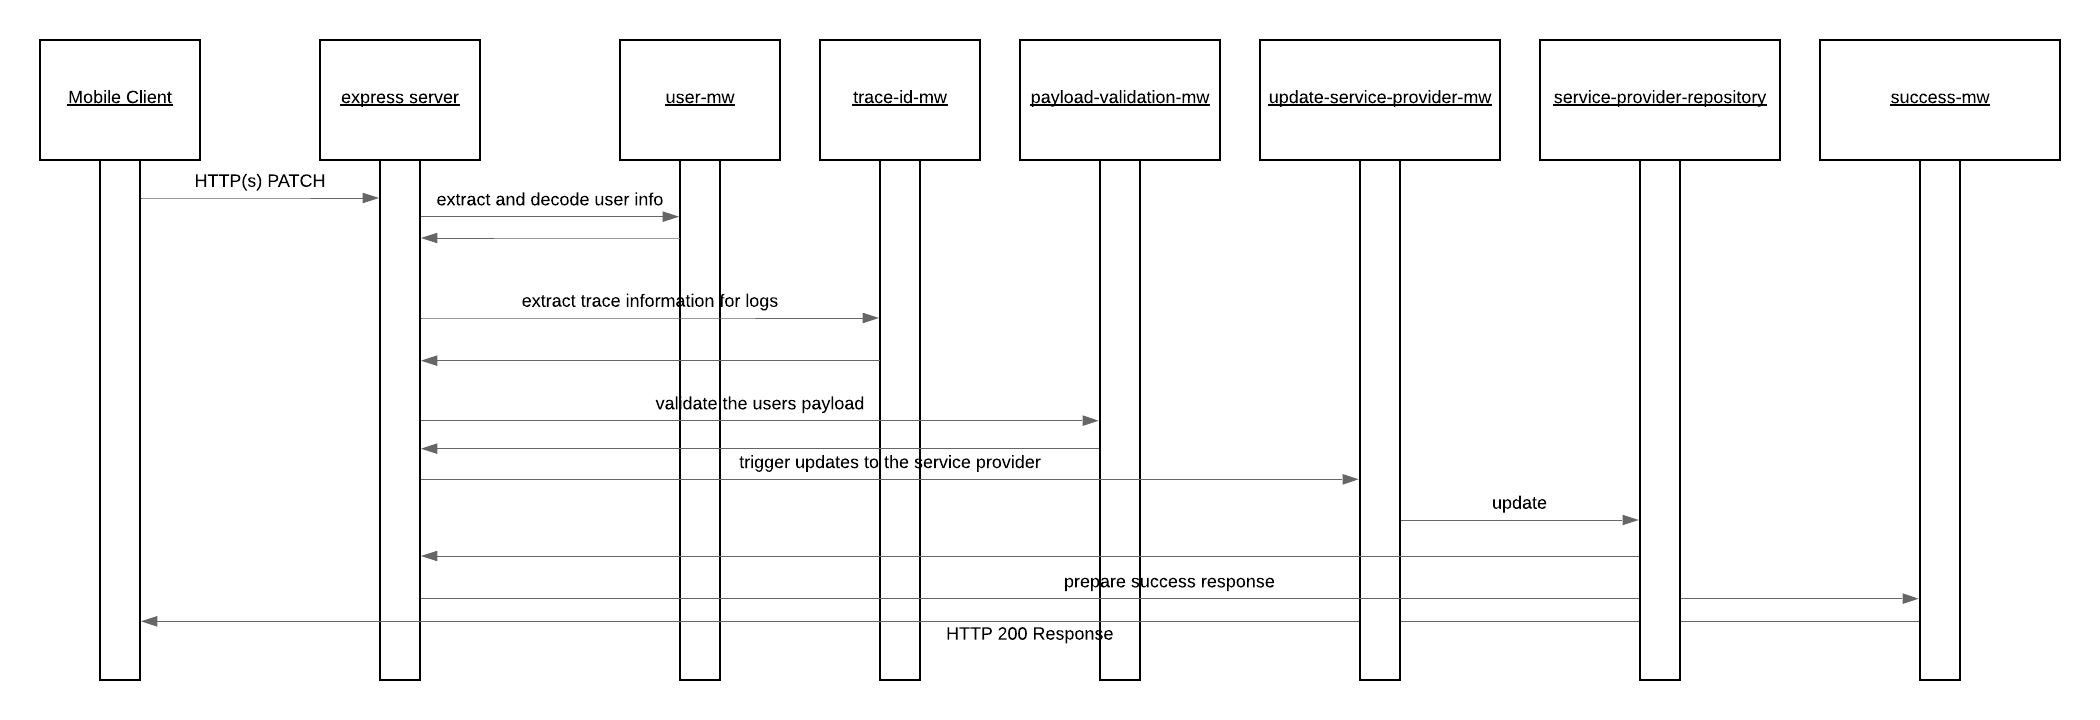 Mobile Client
express server
user-mw
trace-id-mw
payload-validation-mw
update-service-provider-mw
service-provider-repository
success-mw
HTTP(s) PATCH
extract and decode user info
extract trace information for logs
validate the users payload
trigger updates to the service provider
update
prepare success response
HTTP 200 Response